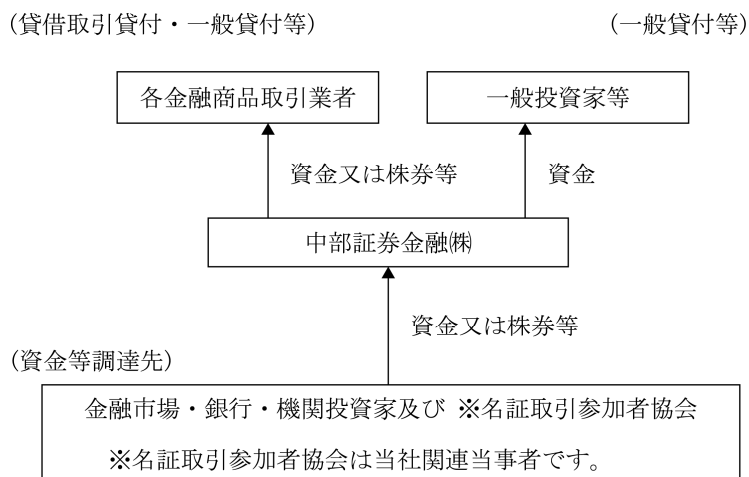 (貸借取引貸付・一般貸付等) (一般貸付等)
各金融商品取引業者 一般投資家等
資金又は株券等 資金
中部証券金融㈱
資金又は株券等
(資金等調達先)
金融市場・銀行・機関投資家及び ※名証取引参加者協会
※名証取引参加者協会は当社関連当事者です。